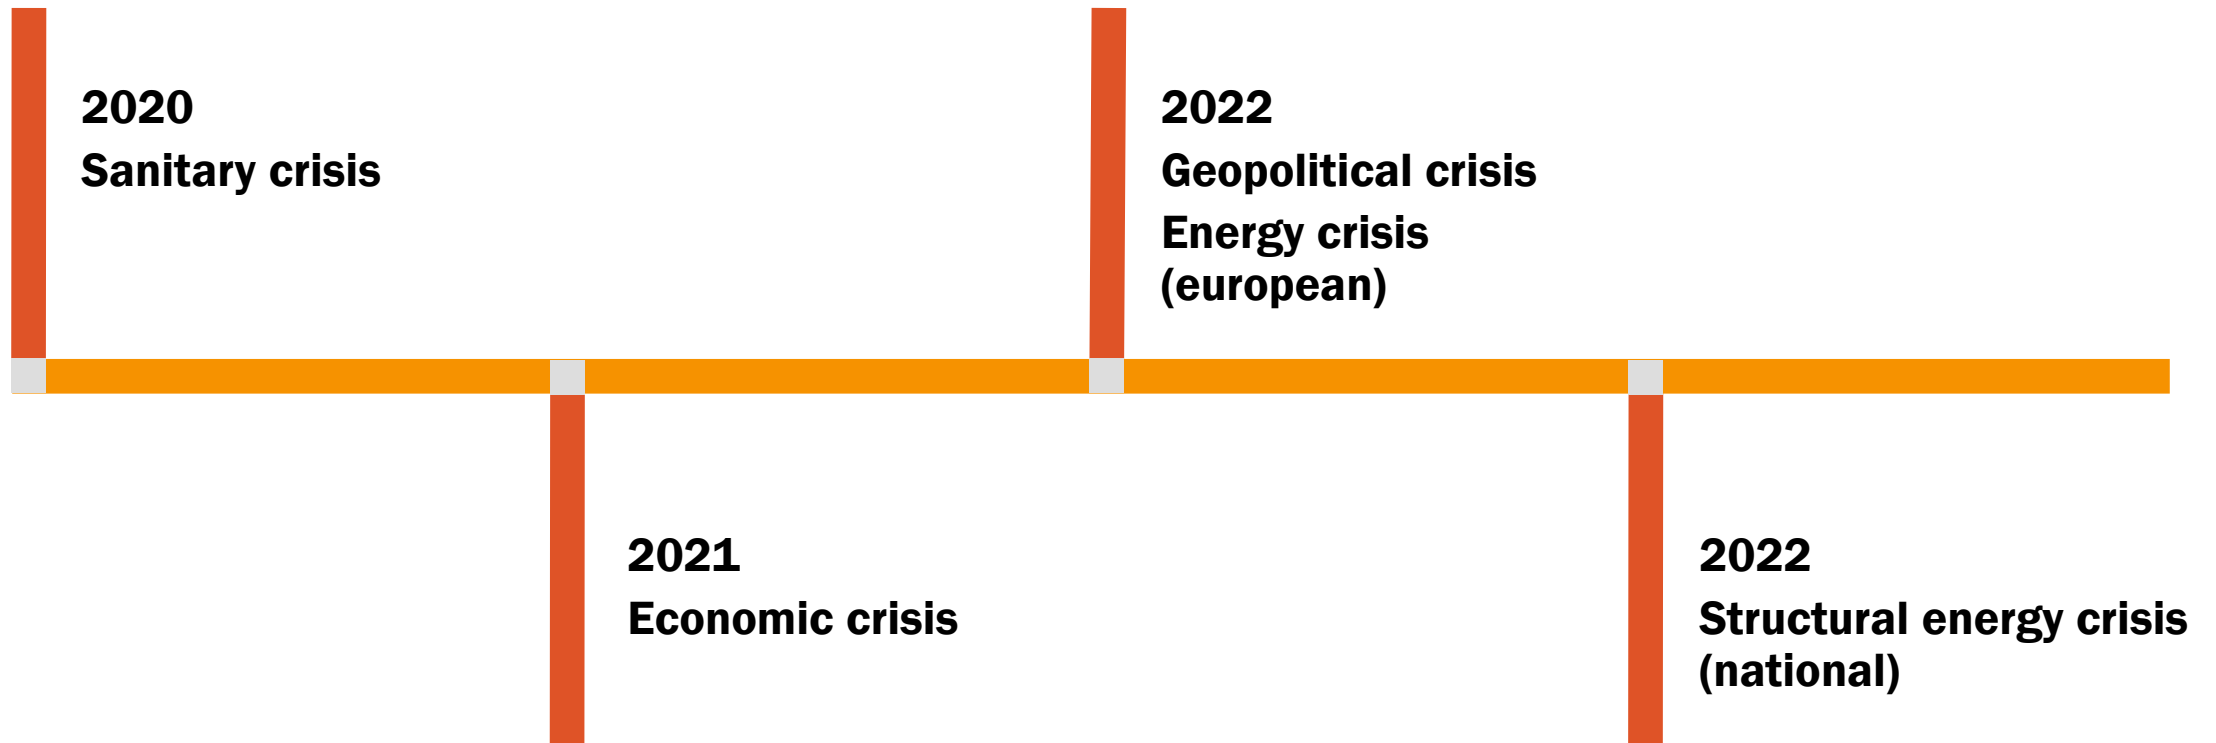 2020
Sanitary crisis
2022
Geopolitical crisis
Energy crisis
(european)
2021
Economic crisis
2022
Structural energy crisis
(national)